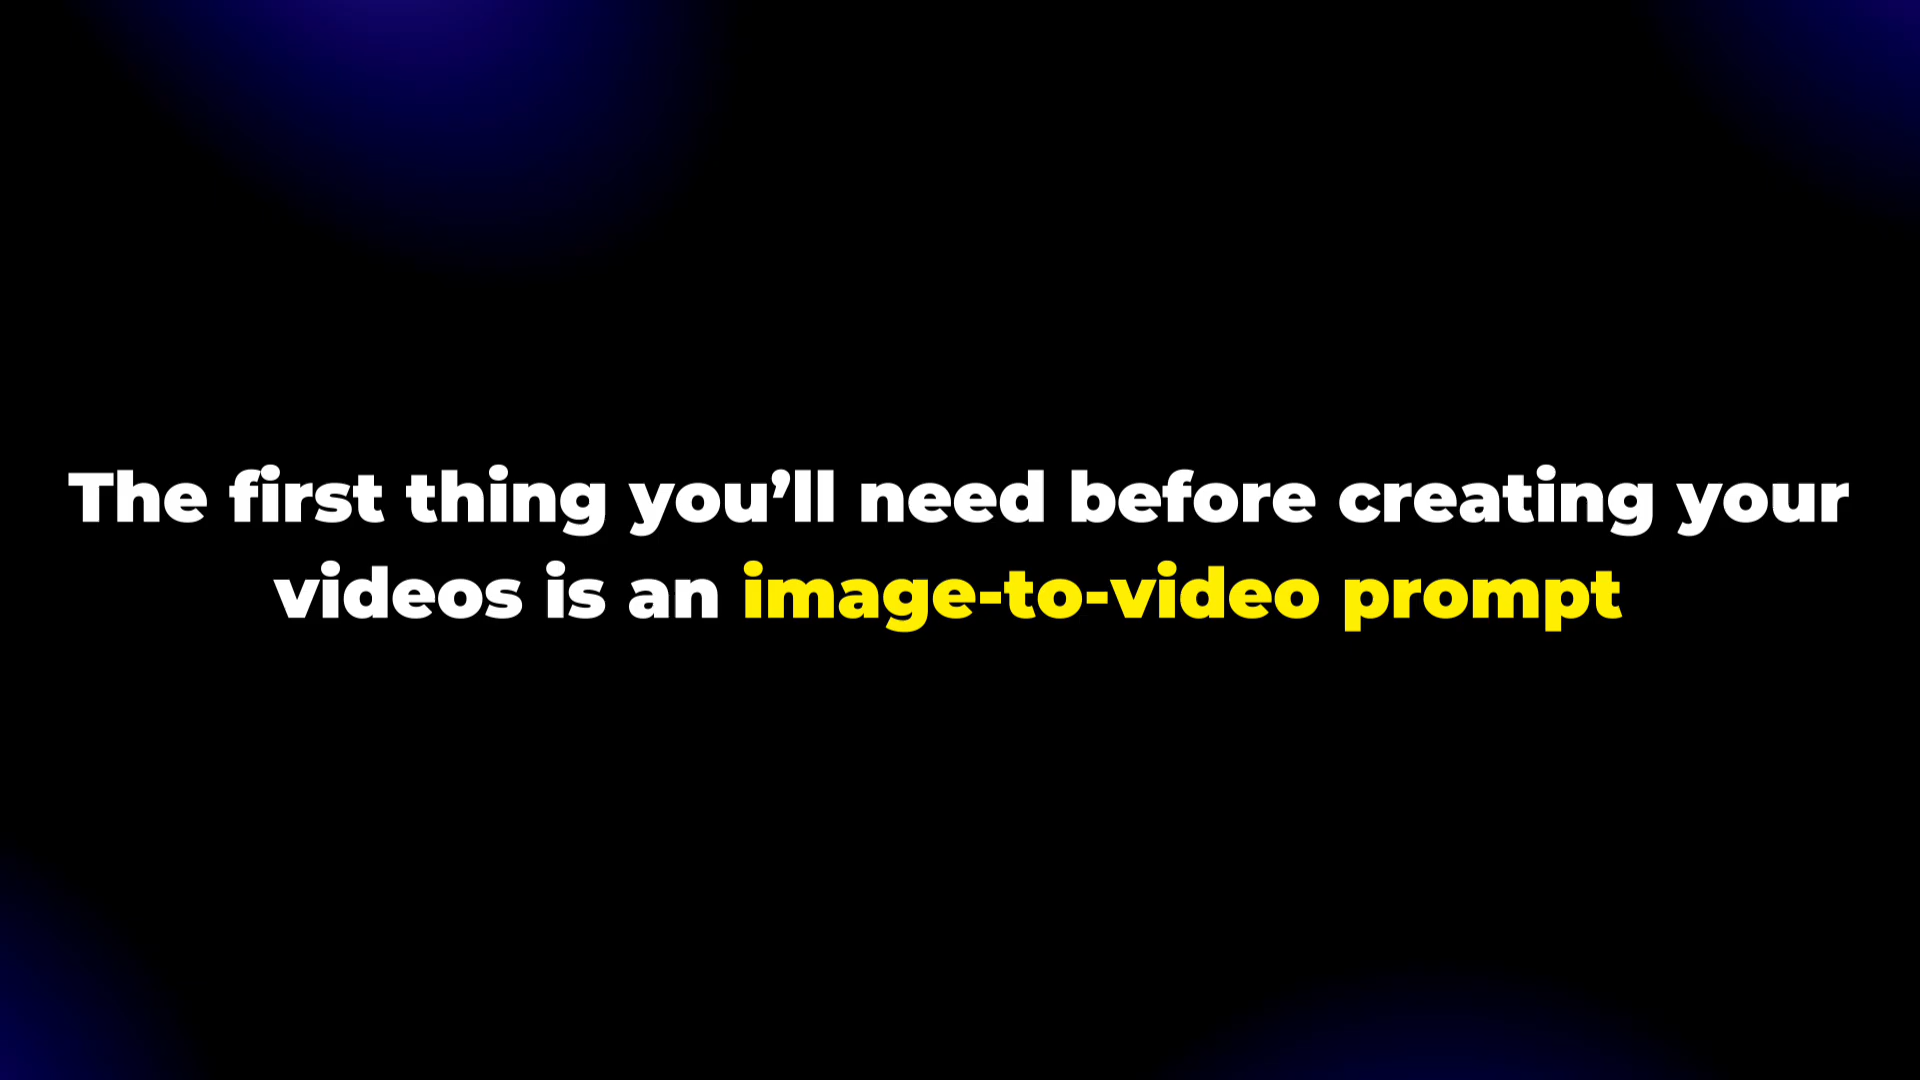 The first thing you’ll need before creating your
videos is an image-to-video prompt